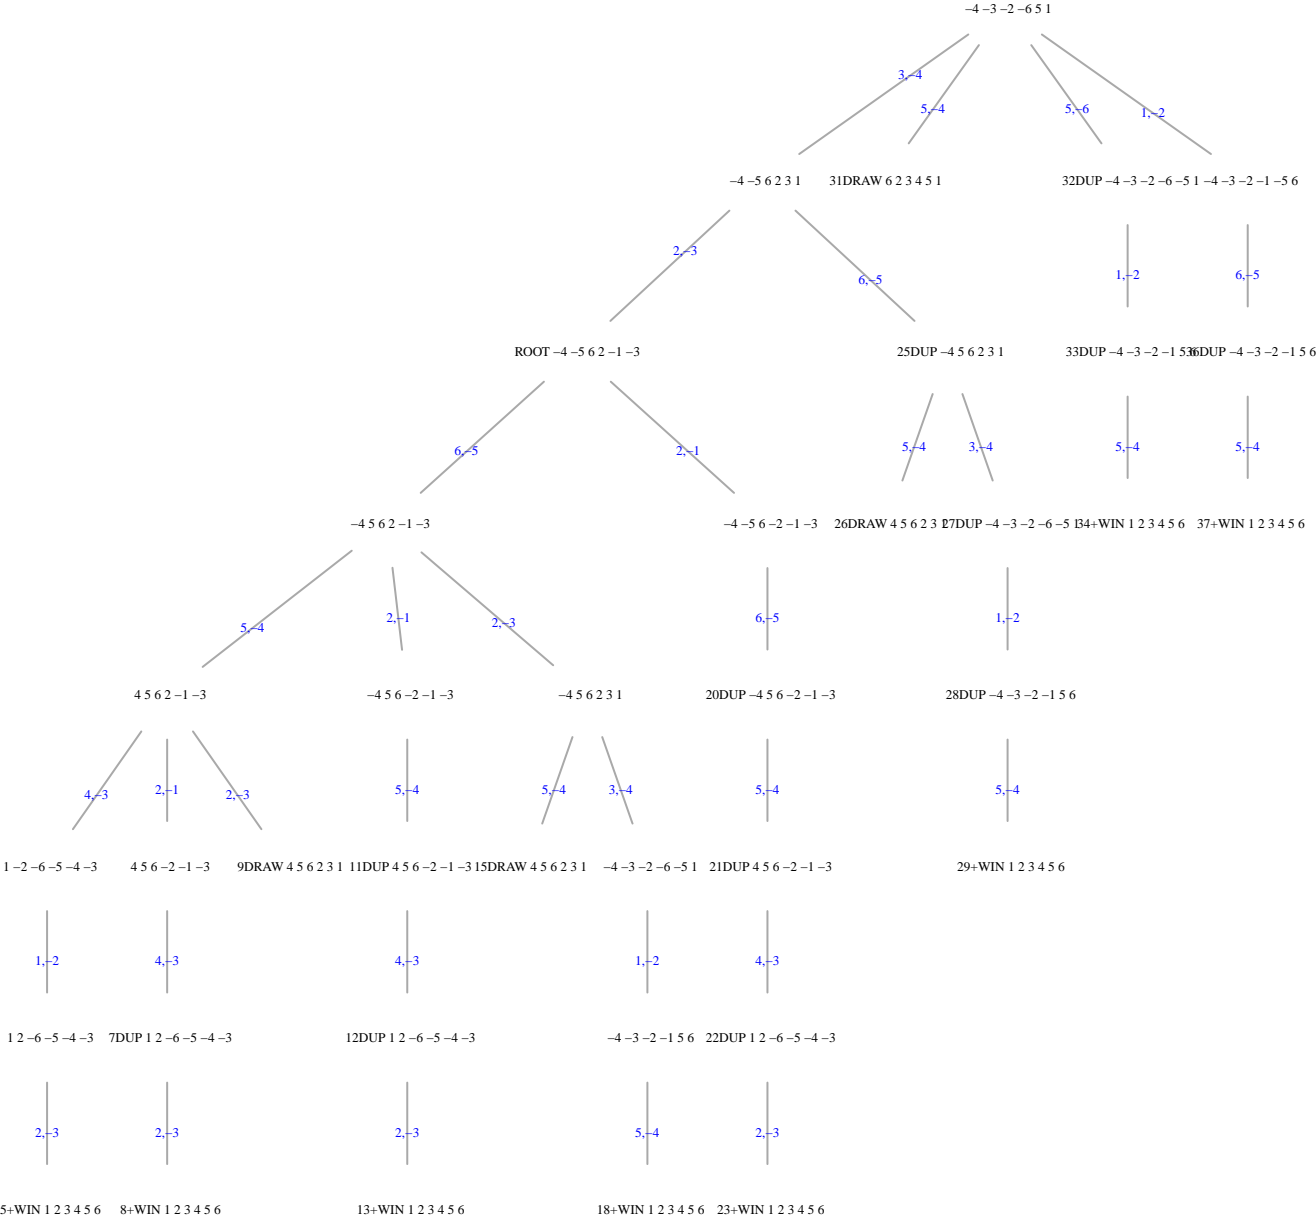 −4 −3 −2 −6 5 1
3,−4
5,−4
5,−6
1,−2
−4 −5 6 2 3 1
31DRAW 6 2 3 4 5 1
32DUP −4 −3 −2 −6 −5 1
−4 −3 −2 −1 −5 6
2,−3
6,−5
1,−2
6,−5
ROOT −4 −5 6 2 −1 −3
25DUP −4 5 6 2 3 1
33DUP −4 −3 −2 −1 5 6
36DUP −4 −3 −2 −1 5 6
6,−5
2,−1
5,−4
3,−4
5,−4
5,−4
−4 5 6 2 −1 −3
−4 −5 6 −2 −1 −3
26DRAW 4 5 6 2 3 1
27DUP −4 −3 −2 −6 −5 1
34+WIN 1 2 3 4 5 6
37+WIN 1 2 3 4 5 6
5,−4
2,−1
2,−3
6,−5
1,−2
4 5 6 2 −1 −3
−4 5 6 −2 −1 −3
−4 5 6 2 3 1
20DUP −4 5 6 −2 −1 −3
28DUP −4 −3 −2 −1 5 6
4,−3
2,−1
2,−3
5,−4
5,−4
3,−4
5,−4
5,−4
1 −2 −6 −5 −4 −3
4 5 6 −2 −1 −3
9DRAW 4 5 6 2 3 1
11DUP 4 5 6 −2 −1 −3
15DRAW 4 5 6 2 3 1
−4 −3 −2 −6 −5 1
21DUP 4 5 6 −2 −1 −3
29+WIN 1 2 3 4 5 6
1,−2
4,−3
4,−3
1,−2
4,−3
1 2 −6 −5 −4 −3
7DUP 1 2 −6 −5 −4 −3
12DUP 1 2 −6 −5 −4 −3
−4 −3 −2 −1 5 6
22DUP 1 2 −6 −5 −4 −3
2,−3
2,−3
2,−3
5,−4
2,−3
5+WIN 1 2 3 4 5 6
8+WIN 1 2 3 4 5 6
13+WIN 1 2 3 4 5 6
18+WIN 1 2 3 4 5 6
23+WIN 1 2 3 4 5 6